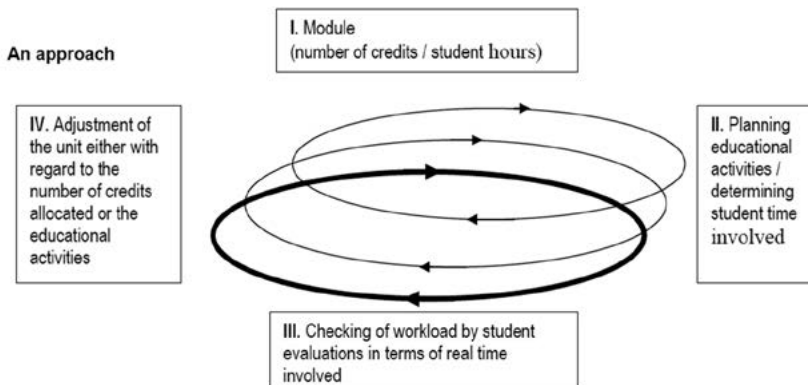 An approach
I. Module
(number of credits / student hours)
II. Planning
educational
activities /
determining
student time
involved
III. Checking of workload by student
evaluations in terms of real time
involved
IV. Adjustment of
the unit either with
regard to the
number of credits
allocated or the
educational
activities